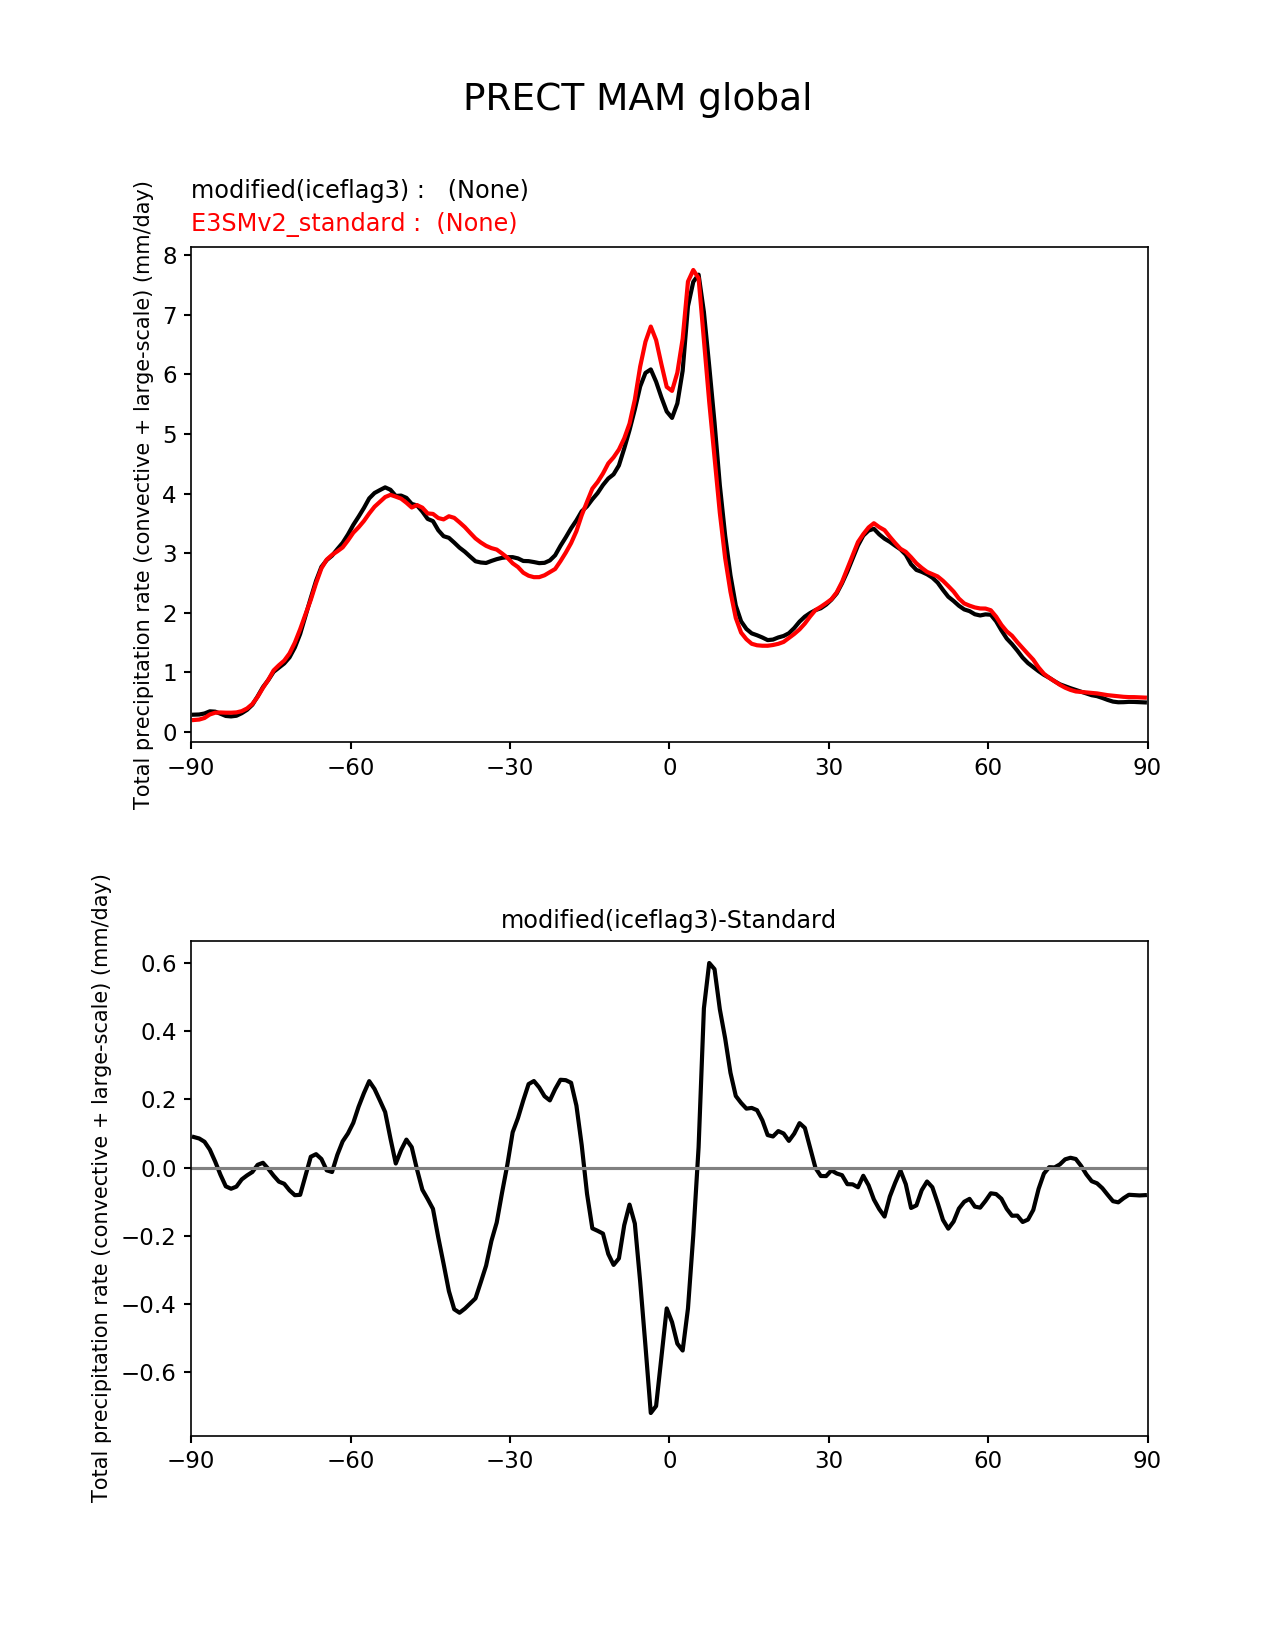 PRECT MAM global
modified(iceflag3) :   (None)
E3SMv2_standard :  (None)
Total precipitation rate (convective + large-scale) (mm/day)
8
7
6
5
4
3
2
1
0
−90 −60 −30 0 30 60 90
modified(iceflag3)-Standard
Total precipitation rate (convective + large-scale) (mm/day)
0.6
0.4
0.2
0.0
−0.2
−0.4
−0.6
−90 −60 −30 0 30 60 90